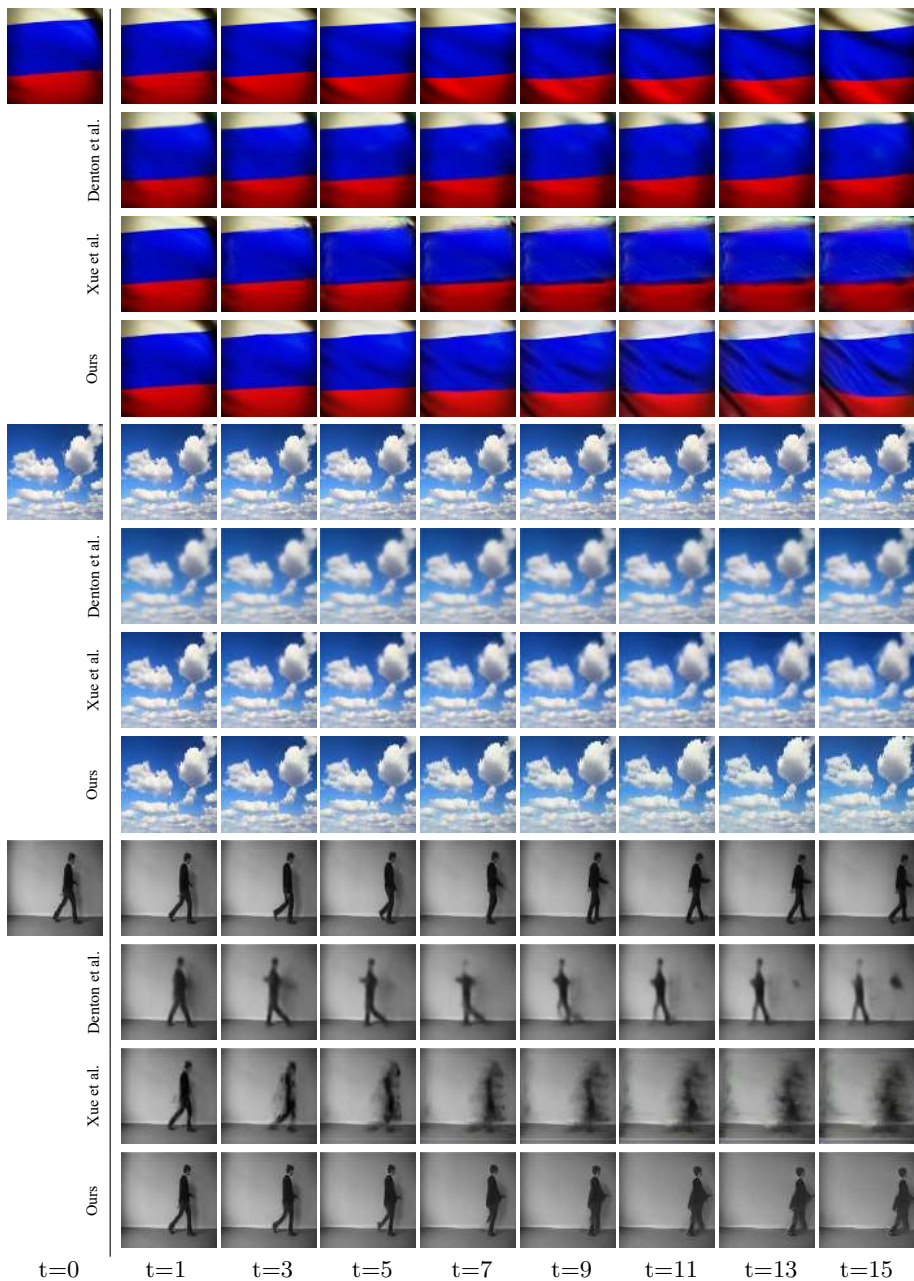 Denton et al.
Xue et al.
Ours
Denton et al.
Xue et al.
Ours
Denton et al.
Xue et al.
Ours
t=0 t=1 t=3 t=5 t=7 t=9 t=11 t=13 t=15